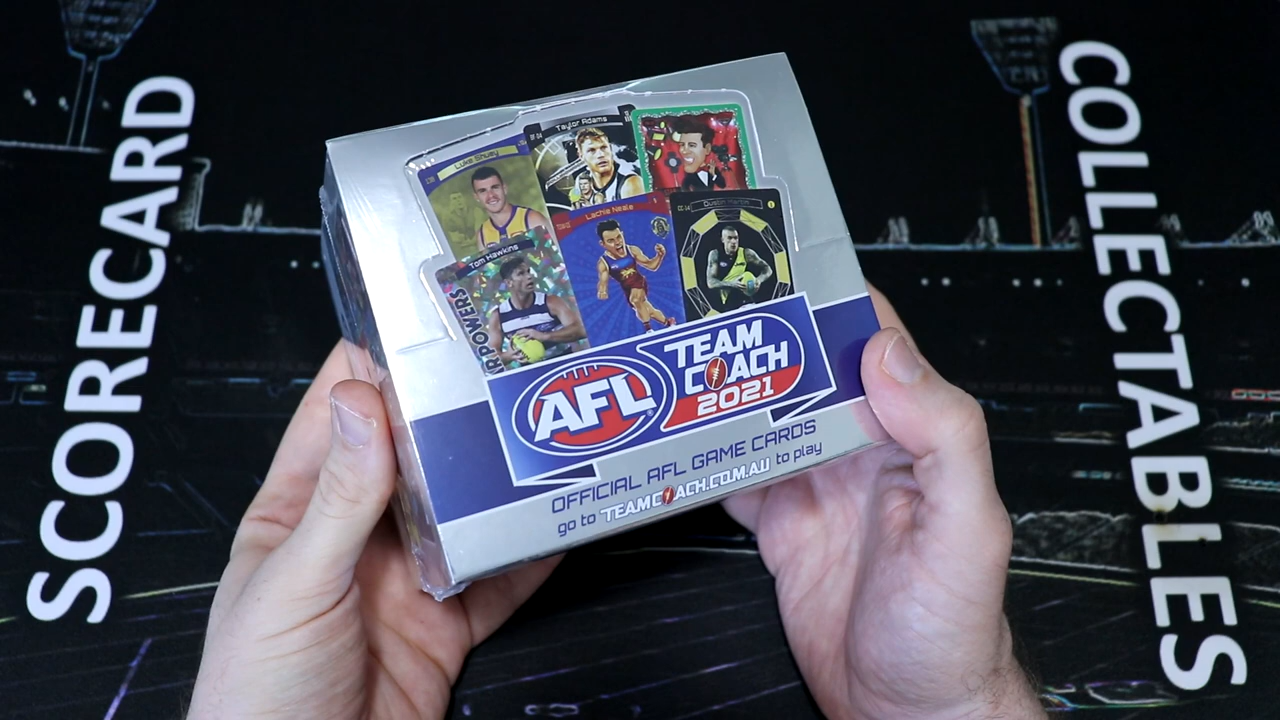 SCORECARD
COLLECTABLES
Luke Shuey
Taylor Adams
Lachie Neale
Dustin Martin
Tom Hawkins
RPOWERS
AFL
TEAM
COACH
2021
OFFICIAL AFL GAME CARDS
go to TEAMCOACH.COM.AU to play